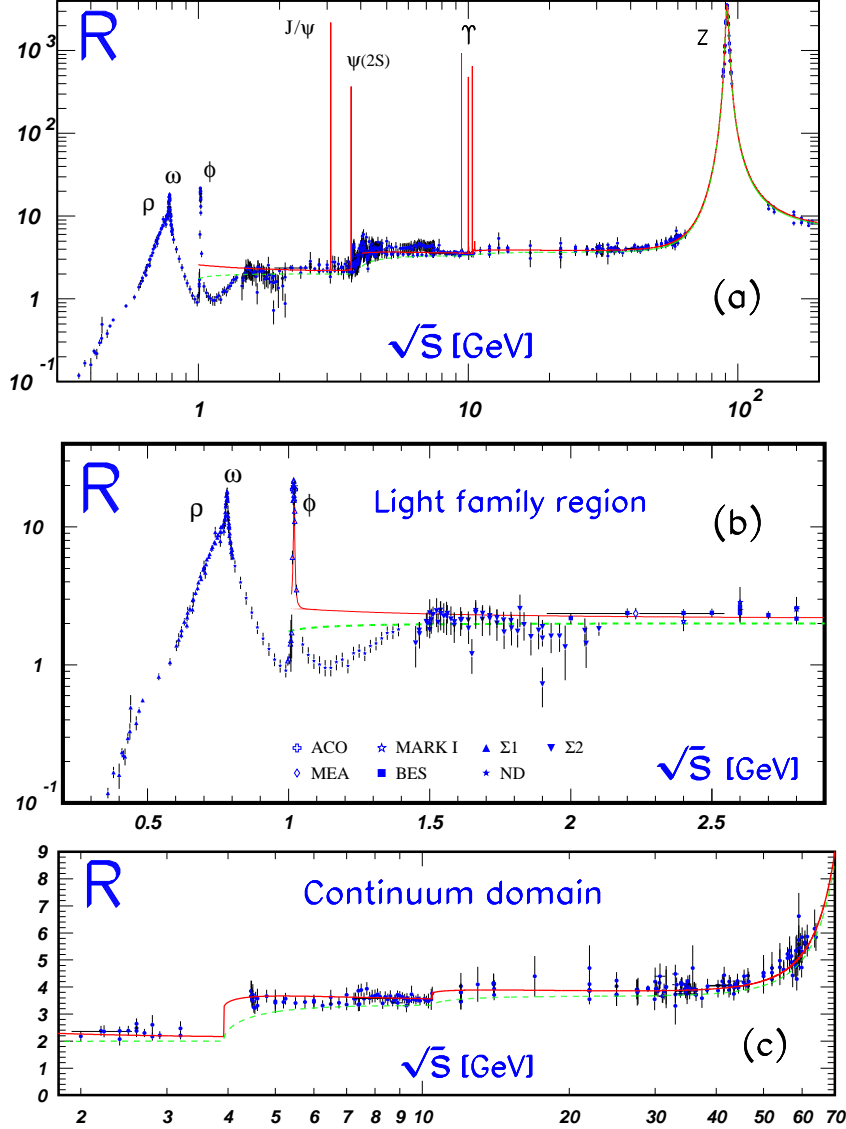 R
J/ψ
ψ(2S)
ϒ
Z
ρ ω ϕ
10³
10²
10
1
10⁻¹
(a)
√s [GeV]
1 10 10²
R
ρ ω ϕ
Light family region
(b)
10
1
10⁻¹
ACO MARK I Σ1 Σ2
MEA BES ND
√s [GeV]
0.5 1 1.5 2 2.5
R
Continuum domain
9
8
7
6
5
4
3
2
1
0
(c)
√s [GeV]
2 3 4 5 6 7 8 9 10 20 30 40 50 60 70